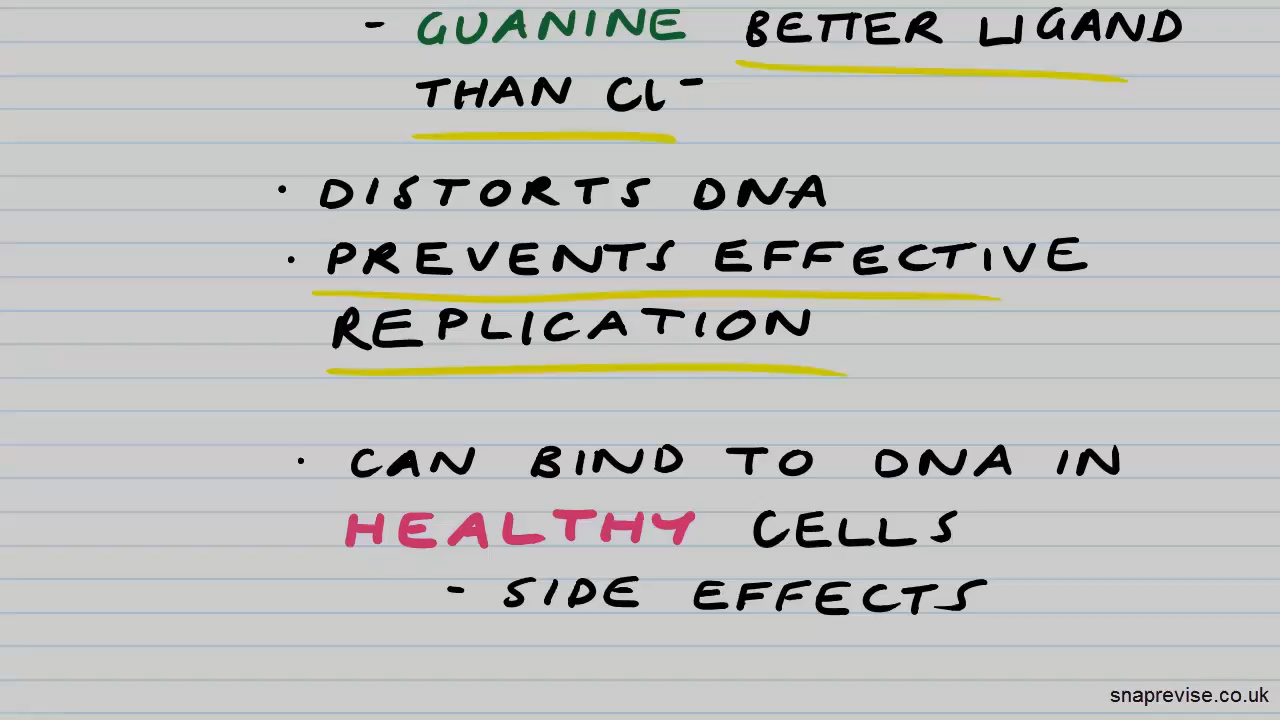 - GUANINE BETTER LIGAND
THAN Cl⁻
· DISTORTS DNA
· PREVENTS EFFECTIVE
REPLICATION
· CAN BIND TO DNA IN
HEALTHY CELLS
- SIDE EFFECTS
snaprevise.co.uk